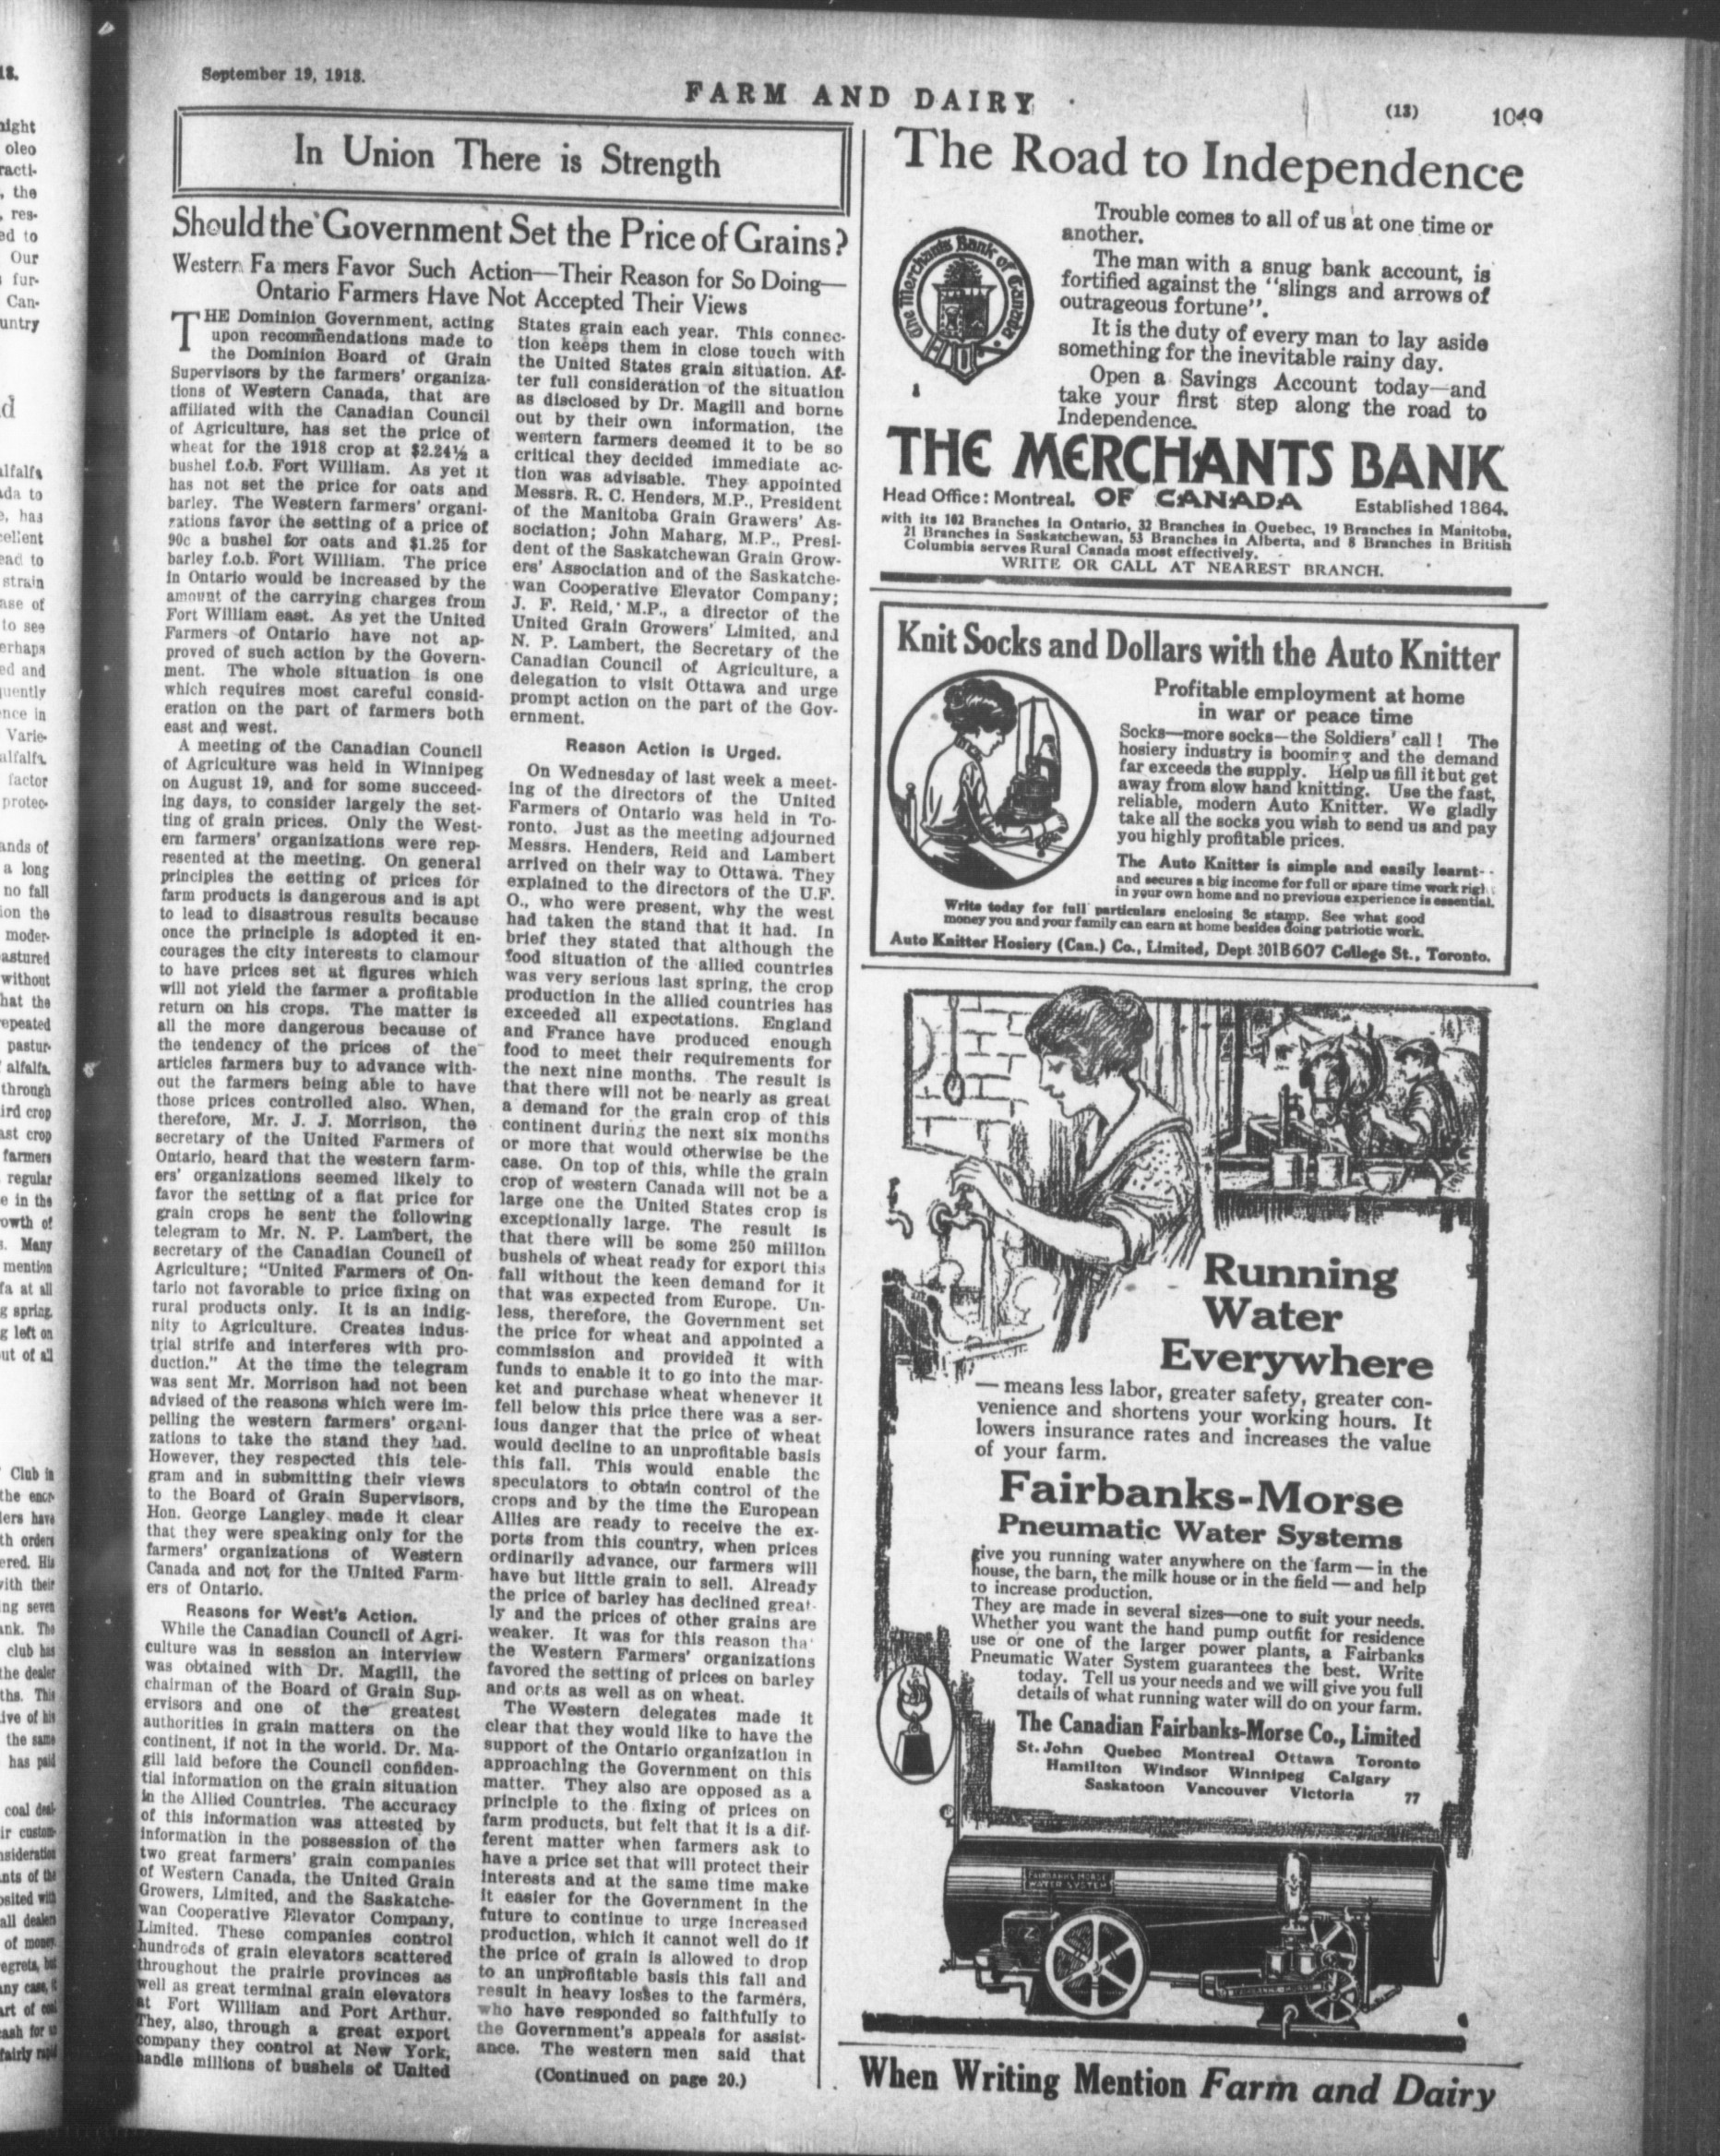 September 19, 1918.
FARM AND DAIRY
(13)
1049
In Union There is Strength
Should the Government Set the Price of Grains?
Western Fa mers Favor Such Action—Their Reason for So Doing—
Ontario Farmers Have Not Accepted Their Views
THE Dominion Government, acting
upon recommendations made to
the Dominion Board of Grain
Supervisors by the farmers' organiza-
tions of Western Canada, that are
affiliated with the Canadian Council
of Agriculture, has set the price of
wheat for the 1918 crop at $2.24½ a
bushel f.o.b. Fort William. As yet it
has not set the price for oats and
barley. The Western farmers' organi-
zations favor the setting of a price of
90c a bushel for oats and $1.25 for
barley f.o.b. Fort William. The price
in Ontario would be increased by the
amount of the carrying charges from
Fort William east. As yet the United
Farmers of Ontario have not ap-
proved of such action by the Govern-
ment. The whole situation is one
which requires most careful consid-
eration on the part of farmers both
east and west.
A meeting of the Canadian Council
of Agriculture was held in Winnipeg
on August 19, and for some succeed-
ing days, to consider largely the set-
ting of grain prices. Only the West-
ern farmers' organizations were rep-
resented at the meeting. On general
principles the setting of prices for
farm products is dangerous and is apt
to lead to disastrous results because
once the principle is adopted it en-
courages the city interests to clamour
to have prices set at figures which
will not yield the farmer a profitable
return on his crops. The matter is
all the more dangerous because of
the tendency of the prices of the
articles farmers buy to advance with-
out the farmers being able to have
those prices controlled also. When,
therefore, Mr. J. J. Morrison, the
secretary of the United Farmers of
Ontario, heard that the western farm-
ers' organizations seemed likely to
favor the setting of a flat price for
grain crops he sent the following
telegram to Mr. N. P. Lambert, the
secretary of the Canadian Council of
Agriculture; "United Farmers of On-
tario not favorable to price fixing on
rural products only. It is an indig-
nity to Agriculture. Creates indus-
trial strife and interferes with pro-
duction." At the time the telegram
was sent Mr. Morrison had not been
advised of the reasons which were im-
pelling the western farmers' organi-
zations to take the stand they had.
However, they respected this tele-
gram and in submitting their views
to the Board of Grain Supervisors,
Hon. George Langley made it clear
that they were speaking only for the
farmers' organizations of Western
Canada and not for the United Farm-
ers of Ontario.
Reasons for West's Action.
While the Canadian Council of Agri-
culture was in session an interview
was obtained with Dr. Magill, the
chairman of the Board of Grain Sup-
ervisors and one of the greatest
authorities in grain matters on the
continent, if not in the world. Dr. Ma-
gill laid before the Council confiden-
tial information on the grain situation
in the Allied Countries. The accuracy
of this information was attested by
information in the possession of the
two great farmers' grain companies
of Western Canada, the United Grain
Growers, Limited, and the Saskatche-
wan Cooperative Elevator Company,
Limited. These companies control
hundreds of grain elevators scattered
throughout the prairie provinces as
well as great terminal grain elevators
at Fort William and Port Arthur.
They, also, through a great export
company they control at New York,
handle millions of bushels of United
States grain each year. This connec-
tion keeps them in close touch with
the United States grain situation. Af-
ter full consideration of the situation
as disclosed by Dr. Magill and borne
out by their own information, the
western farmers deemed it to be so
critical they decided immediate ac-
tion was advisable. They appointed
Messrs. R. C. Henders, M.P., President
of the Manitoba Grain Grawers' As-
sociation; John Maharg, M.P., Presi-
dent of the Saskatchewan Grain Grow-
ers' Association and of the Saskatche-
wan Cooperative Elevator Company;
J. F. Reid, M.P., a director of the
United Grain Growers' Limited, and
N. P. Lambert, the Secretary of the
Canadian Council of Agriculture, a
delegation to visit Ottawa and urge
prompt action on the part of the Gov-
ernment.
Reason Action is Urged.
On Wednesday of last week a meet-
ing of the directors of the United
Farmers of Ontario was held in To-
ronto. Just as the meeting adjourned
Messrs. Henders, Reid and Lambert
arrived on their way to Ottawa. They
explained to the directors of the U.F.
O., who were present, why the west
had taken the stand that it had. In
brief they stated that although the
food situation of the allied countries
was very serious last spring, the crop
production in the allied countries has
exceeded all expectations. England
and France have produced enough
food to meet their requirements for
the next nine months. The result is
that there will not be nearly as great
a demand for the grain crop of this
continent during the next six months
or more that would otherwise be the
case. On top of this, while the grain
crop of western Canada will not be a
large one the United States crop is
exceptionally large. The result is
that there will be some 250 million
bushels of wheat ready for export this
fall without the keen demand for it
that was expected from Europe. Un-
less, therefore, the Government set
the price for wheat and appointed a
commission and provided it with
funds to enable it to go into the mar-
ket and purchase wheat whenever it
fell below this price there was a ser-
ious danger that the price of wheat
would decline to an unprofitable basis
this fall. This would enable the
speculators to obtain control of the
crops and by the time the European
Allies are ready to receive the ex-
ports from this country, when prices
ordinarily advance, our farmers will
have but little grain to sell. Already
the price of barley has declined great-
ly and the prices of other grains are
weaker. It was for this reason tha
the Western Farmers' organizations
favored the setting of prices on barley
and orts as well as on wheat.
The Western delegates made it
clear that they would like to have the
support of the Ontario organization in
approaching the Government on this
matter. They also are opposed as a
principle to the fixing of prices on
farm products, but felt that it is a dif-
ferent matter when farmers ask to
have a price set that will protect their
interests and at the same time make
it easier for the Government in the
future to continue to urge increased
production, which it cannot well do if
the price of grain is allowed to drop
to an unprofitable basis this fall and
result in heavy losses to the farmers,
who have responded so faithfully to
the Government's appeals for assist-
ance. The western men said that
(Continued on page 20.)
The Road to Independence
The Merchants Bank of Canada
Trouble comes to all of us at one time or
another.
The man with a snug bank account, is
fortified against the "slings and arrows of
outrageous fortune".
It is the duty of every man to lay aside
something for the inevitable rainy day.
Open a Savings Account today—and
take your first step along the road to
Independence.
THE MERCHANTS BANK
Head Office: Montreal. OF CANADA Established 1864.
with its 102 Branches in Ontario, 32 Branches in Quebec, 19 Branches in Manitoba,
21 Branches in Saskatchewan, 53 Branches in Alberta, and 8 Branches in British
Columbia serves Rural Canada most effectively.
WRITE OR CALL AT NEAREST BRANCH.
Knit Socks and Dollars with the Auto Knitter
Profitable employment at home
in war or peace time
Socks—more socks—the Soldiers' call! The
hosiery industry is booming and the demand
far exceeds the supply. Help us fill it but get
away from slow hand knitting. Use the fast,
reliable, modern Auto Knitter. We gladly
take all the socks you wish to send us and pay
you highly profitable prices.
The Auto Knitter is simple and easily learnt--
and secures a big income for full or spare time work righ
in your own home and no previous experience is essential.
Write today for full particulars enclosing 3c stamp. See what good
money you and your family can earn at home besides doing patriotic work.
Auto Knitter Hosiery (Can.) Co., Limited, Dept 301B 607 College St., Toronto.
Running
Water
Everywhere
—means less labor, greater safety, greater con-
venience and shortens your working hours. It
lowers insurance rates and increases the value
of your farm.
Fairbanks-Morse
Pneumatic Water Systems
give you running water anywhere on the farm—in the
house, the barn, the milk house or in the field—and help
to increase production.
They are made in several sizes—one to suit your needs.
Whether you want the hand pump outfit for residence
use or one of the larger power plants, a Fairbanks
Pneumatic Water System guarantees the best. Write
today. Tell us your needs and we will give you full
details of what running water will do on your farm.
The Canadian Fairbanks-Morse Co., Limited
St. John Quebec Montreal Ottawa Toronto
Hamilton Windsor Winnipeg Calgary
Saskatoon Vancouver Victoria 77
FAIRBANKS MORSE
WATER SYSTEM
Z
When Writing Mention Farm and Dairy